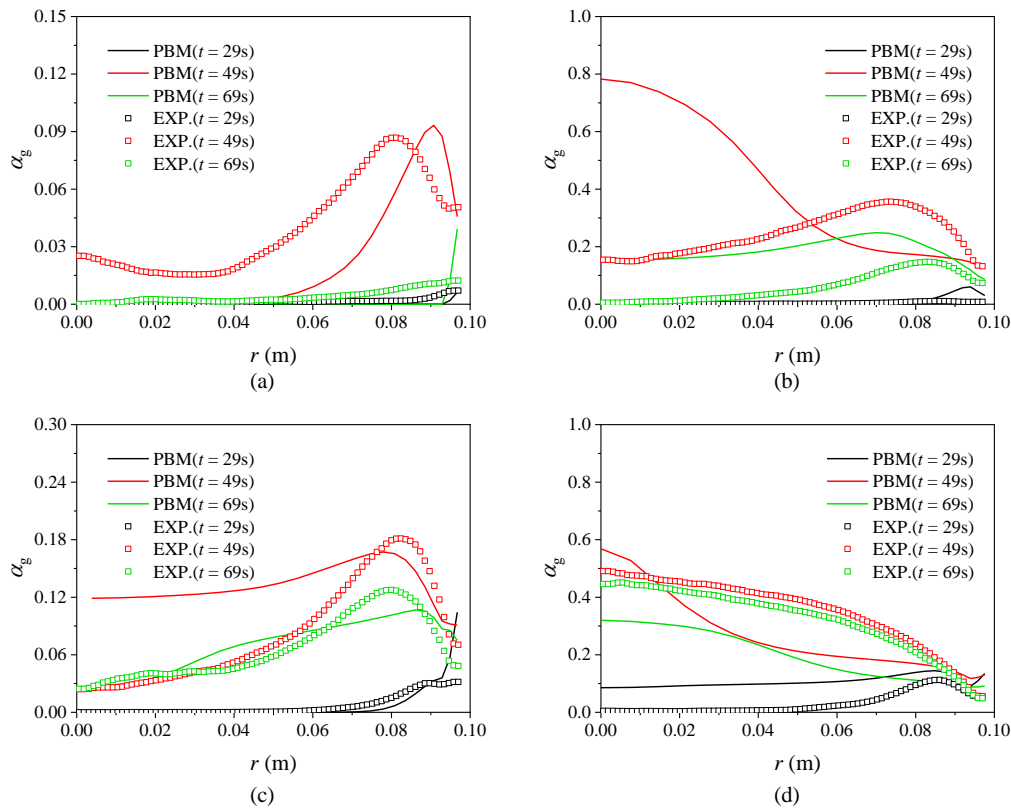 0.15
0.12
0.09
0.06
0.03
0.00
αg
PBM(t = 29s)
PBM(t = 49s)
PBM(t = 69s)
EXP.(t = 29s)
EXP.(t = 49s)
EXP.(t = 69s)
0.00 0.02 0.04 0.06 0.08 0.10
r (m)
(a)
1.0
0.8
0.6
0.4
0.2
0.0
αg
PBM(t = 29s)
PBM(t = 49s)
PBM(t = 69s)
EXP.(t = 29s)
EXP.(t = 49s)
EXP.(t = 69s)
0.00 0.02 0.04 0.06 0.08 0.10
r (m)
(b)
0.30
0.24
0.18
0.12
0.06
0.00
αg
PBM(t = 29s)
PBM(t = 49s)
PBM(t = 69s)
EXP.(t = 29s)
EXP.(t = 49s)
EXP.(t = 69s)
0.00 0.02 0.04 0.06 0.08 0.10
r (m)
(c)
1.0
0.8
0.6
0.4
0.2
0.0
αg
PBM(t = 29s)
PBM(t = 49s)
PBM(t = 69s)
EXP.(t = 29s)
EXP.(t = 49s)
EXP.(t = 69s)
0.00 0.02 0.04 0.06 0.08 0.10
r (m)
(d)